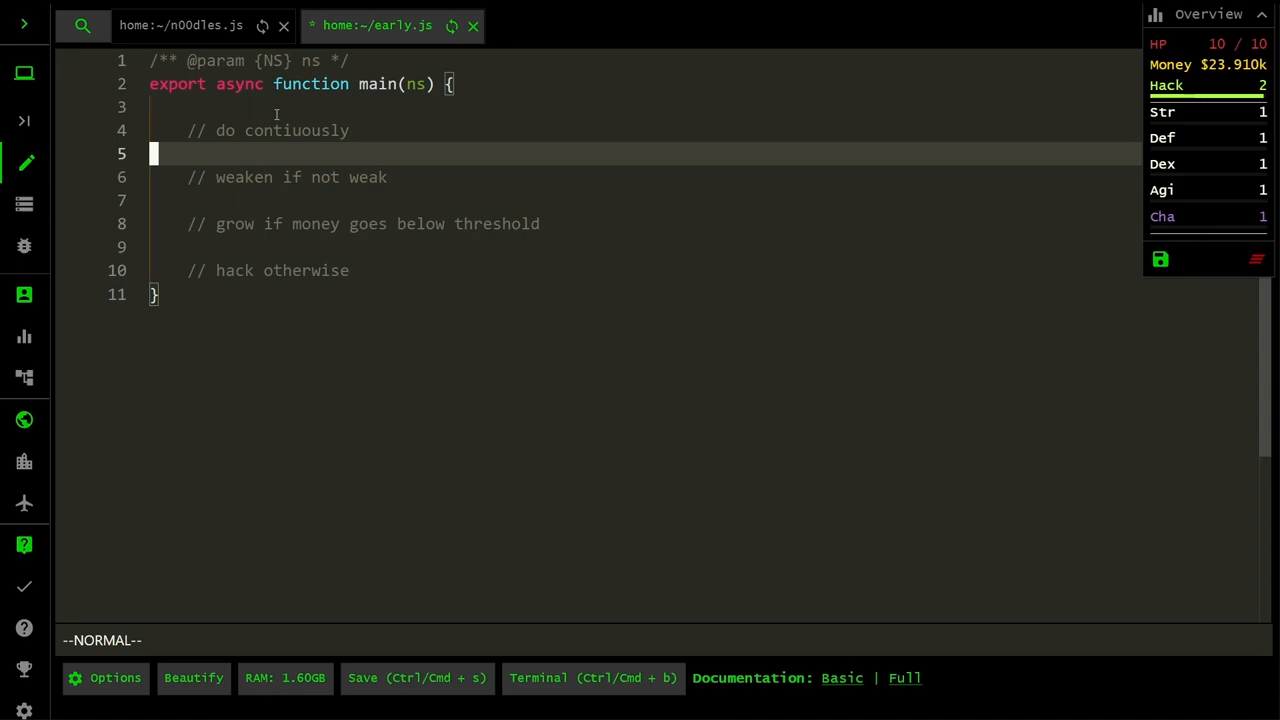 home:~/n00dles.js
* home:~/early.js
Overview
HP 10 / 10
Money $23.910k
Hack 2
Str 1
Def 1
Dex 1
Agi 1
Cha 1
1 /** @param {NS} ns */
2 export async function main(ns) {
3
4 // do contiuously
5
6 // weaken if not weak
7
8 // grow if money goes below threshold
9
10 // hack otherwise
11 }
--NORMAL--
Options
Beautify
RAM: 1.60GB
Save (Ctrl/Cmd + s)
Terminal (Ctrl/Cmd + b)
Documentation: Basic | Full